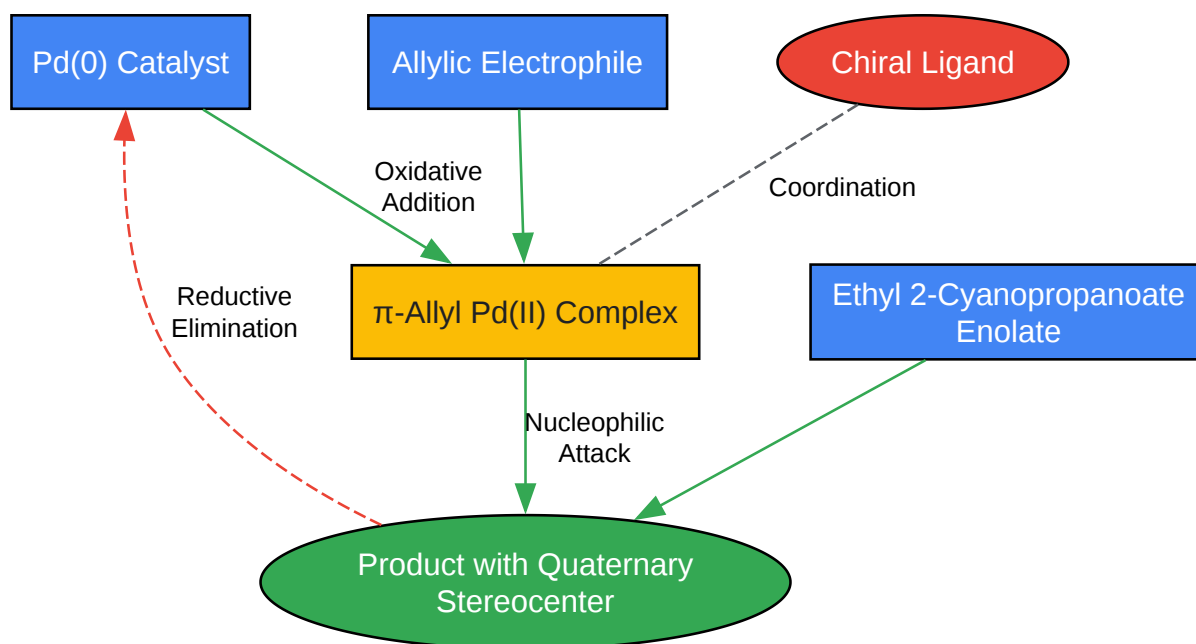 Pd(0) Catalyst
Allylic Electrophile
Chiral Ligand
Oxidative
Addition
Coordination
Reductive
Elimination
π-Allyl Pd(II) Complex
Ethyl 2-Cyanopropanoate
Enolate
Nucleophilic
Attack
Product with Quaternary
Stereocenter